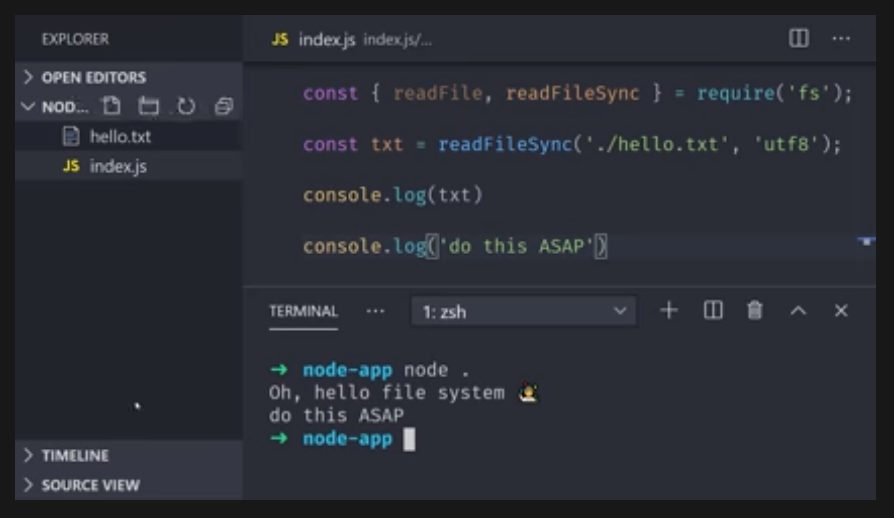 EXPLORER
JS index.js index.js/...
OPEN EDITORS
NOD...
hello.txt
JS index.js
const { readFile, readFileSync } = require('fs');
const txt = readFileSync('./hello.txt', 'utf8');
console.log(txt)
console.log('do this ASAP')
TERMINAL ... 1: zsh
→ node-app node .
Oh, hello file system
do this ASAP
→ node-app
TIMELINE
SOURCE VIEW